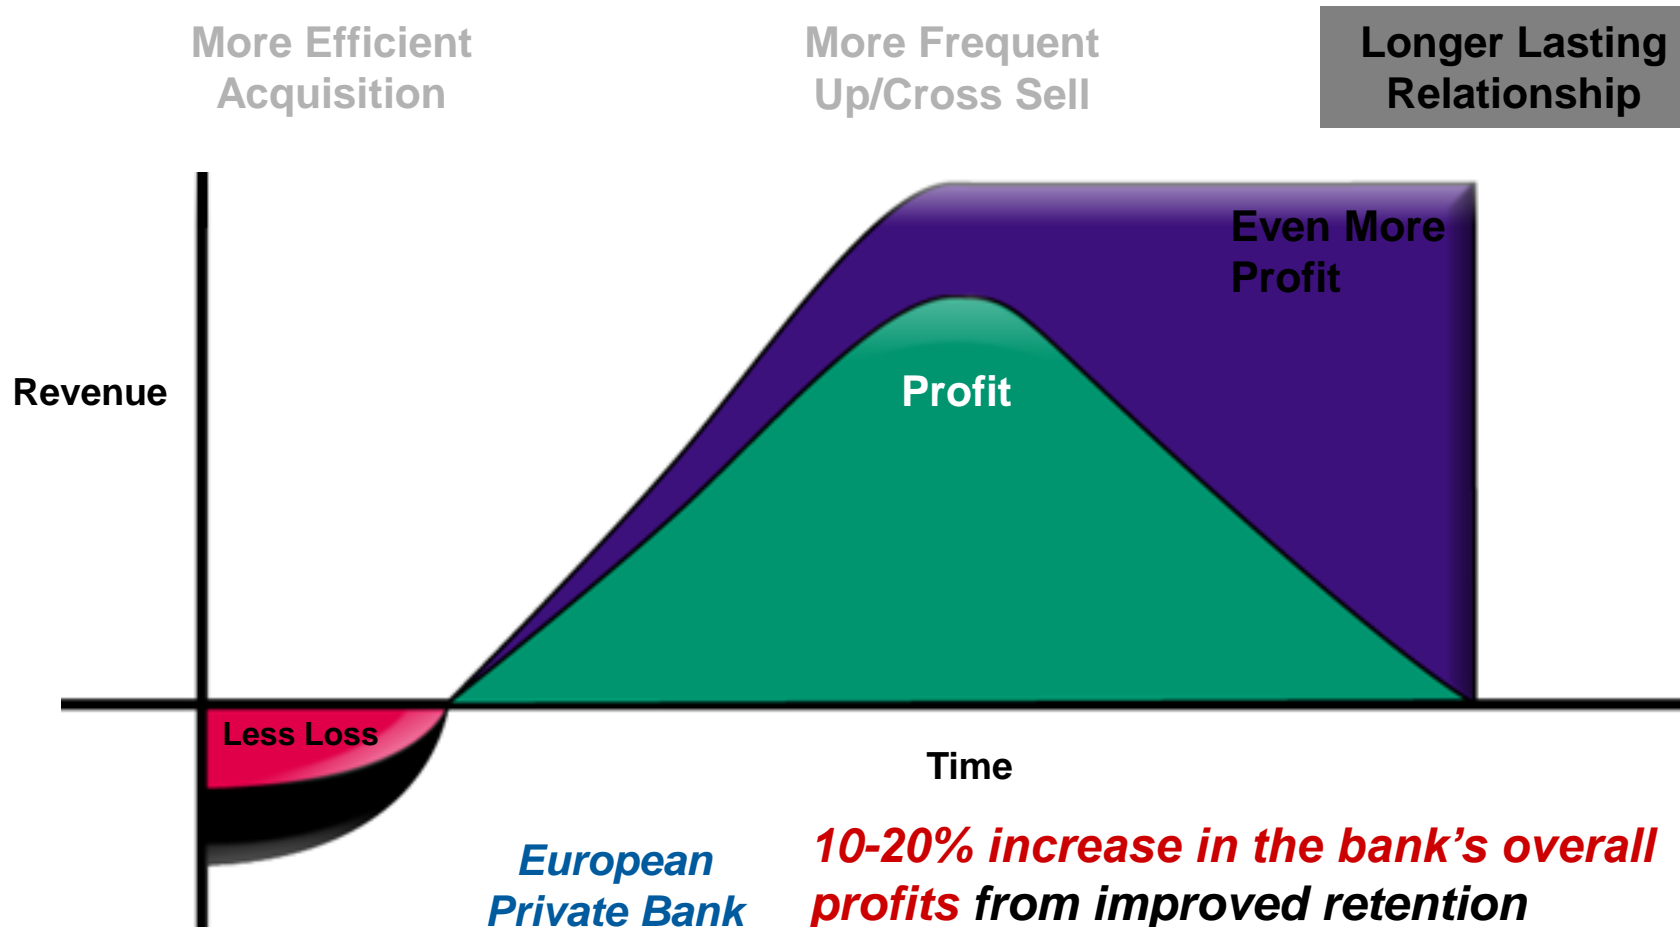 More Efficient
Acquisition
More Frequent
Up/Cross Sell
Longer Lasting
Relationship
Even More
Profit
Revenue
Profit
Less Loss
Time
European
Private Bank
10-20% increase in the bank’s overall
profits from improved retention